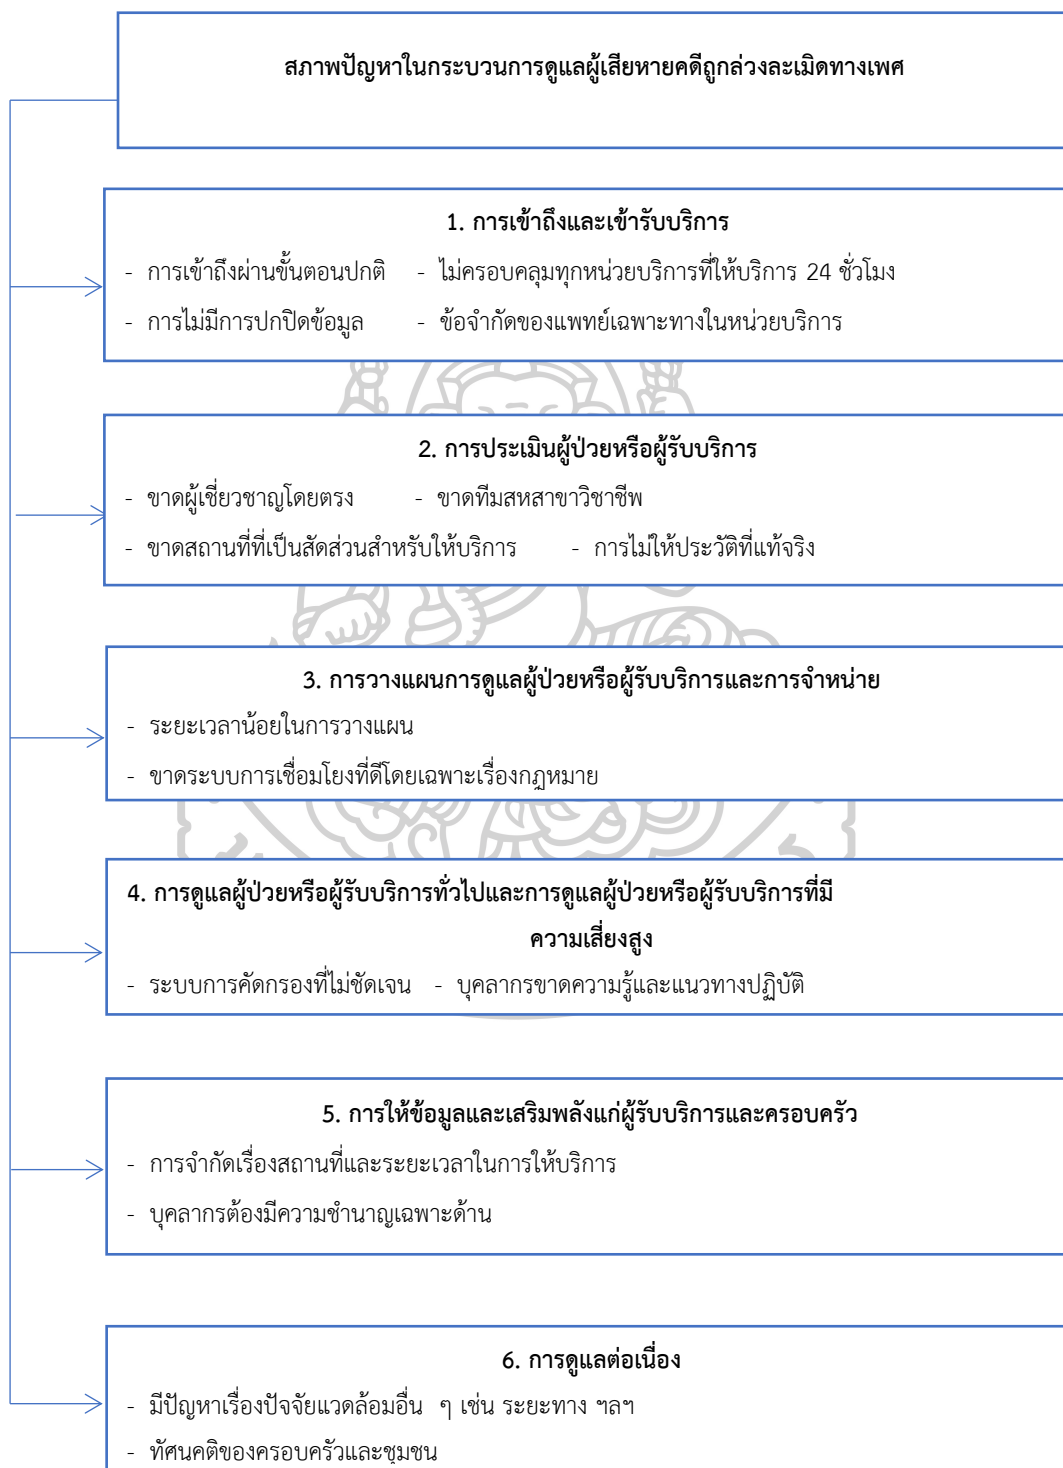 สภาพปัญหาในกระบวนการดูแลผู้เสียหายคดีถูกล่วงละเมิดทางเพศ
1. การเข้าถึงและเข้ารับบริการ
- การเข้าถึงผ่านขั้นตอนปกติ - ไม่ครอบคลุมทุกหน่วยบริการที่ให้บริการ 24 ชั่วโมง
- การไม่มีการปกปิดข้อมูล - ข้อจำกัดของแพทย์เฉพาะทางในหน่วยบริการ
2. การประเมินผู้ป่วยหรือผู้รับบริการ
- ขาดผู้เชี่ยวชาญโดยตรง - ขาดทีมสหสาขาวิชาชีพ
- ขาดสถานที่ที่เป็นสัดส่วนสำหรับให้บริการ - การไม่ให้ประวัติที่แท้จริง
3. การวางแผนการดูแลผู้ป่วยหรือผู้รับบริการและการจำหน่าย
- ระยะเวลาน้อยในการวางแผน
- ขาดระบบการเชื่อมโยงที่ดีโดยเฉพาะเรื่องกฎหมาย
4. การดูแลผู้ป่วยหรือผู้รับบริการทั่วไปและการดูแลผู้ป่วยหรือผู้รับบริการที่มี
ความเสี่ยงสูง
- ระบบการคัดกรองที่ไม่ชัดเจน - บุคลากรขาดความรู้และแนวทางปฏิบัติ
5. การให้ข้อมูลและเสริมพลังแก่ผู้รับบริการและครอบครัว
- การจำกัดเรื่องสถานที่และระยะเวลาในการให้บริการ
- บุคลากรต้องมีความชำนาญเฉพาะด้าน
6. การดูแลต่อเนื่อง
- มีปัญหาเรื่องปัจจัยแวดล้อมอื่น ๆ เช่น ระยะทาง ฯลฯ
- ทัศนคติของครอบครัวและชุมชน